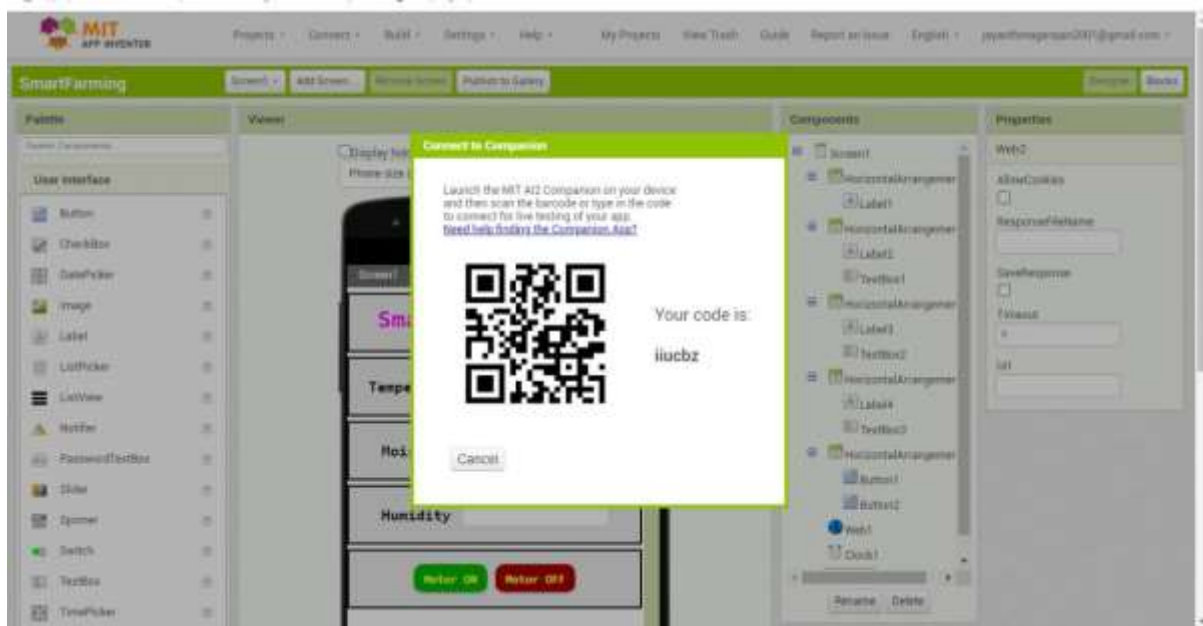 MIT
APP INVENTOR
Projects Connect Build Settings Help My Projects View Trash Guide Report an Issue English
SmartFarming
Screen1 Add Screen... Remove Screen Publish to Gallery Designer Blocks
Palette
Viewer
Components
Properties
Search Components...
User Interface
Button
CheckBox
DatePicker
Image
Label
ListPicker
ListView
Notifier
PasswordTextBox
Slider
Spinner
Switch
TextBox
TimePicker
Display
Phone size
Screen1
Moi
Humidity
Motor ON Motor OFF
Connect to Companion
Launch the MIT AI2 Companion on your device
and then scan the barcode or type in the code
to connect for live testing of your app.
Need help finding the Companion App?
Your code is:
iiucbz
Cancel
Screen1
HorizontalArrangemer
Label1
HorizontalArrangemer
Label2
TextBox1
HorizontalArrangemer
Label3
TextBox2
HorizontalArrangemer
Label4
TextBox3
HorizontalArrangemer
Button1
Button2
Web1
Clock1
Rename Delete
Web2
AllowCookies
ResponseFileName
SaveResponse
Timeout
Url